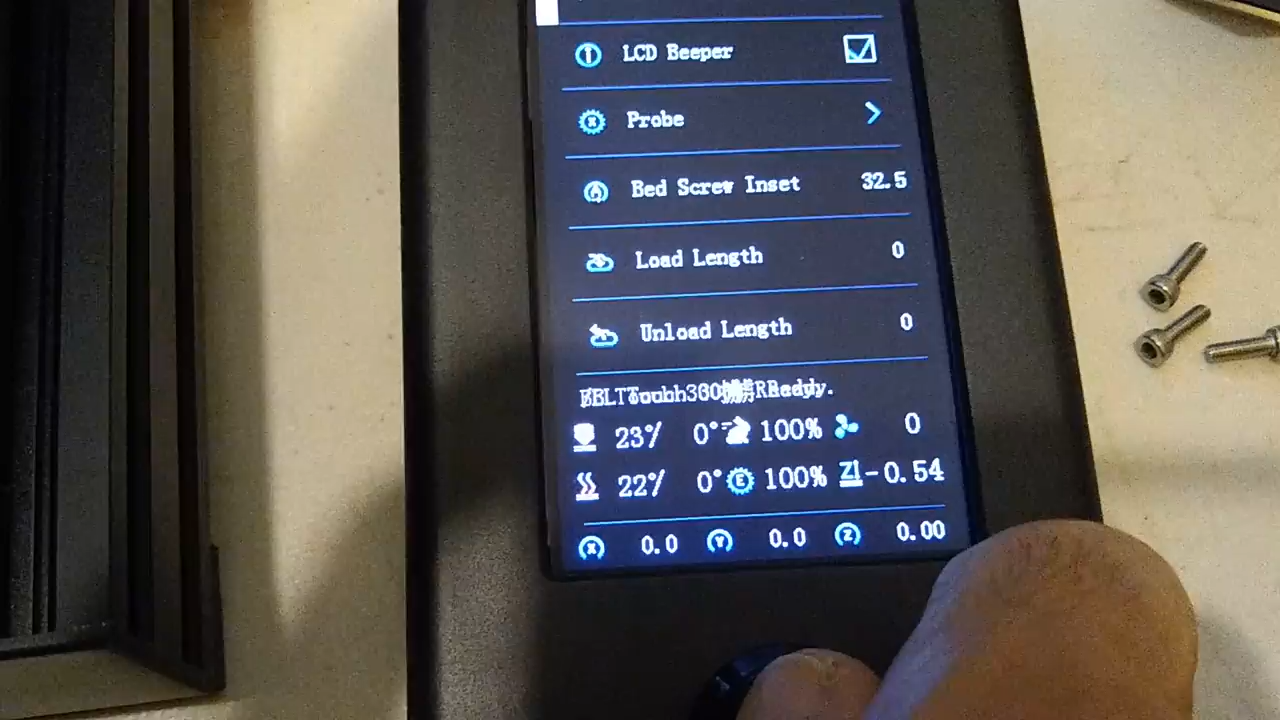 LCD Beeper
Probe
Bed Screw Inset 32.5
Load Length 0
Unload Length 0
Ready.
23/ 0° 100% 0
22/ 0° E 100% Z -0.54
X 0.0 Y 0.0 Z 0.00